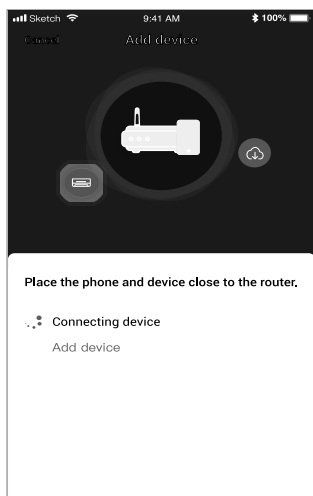 Sketch 9:41 AM 100%
Cancel Add device
Place the phone and device close to the router.
Connecting device
Add device